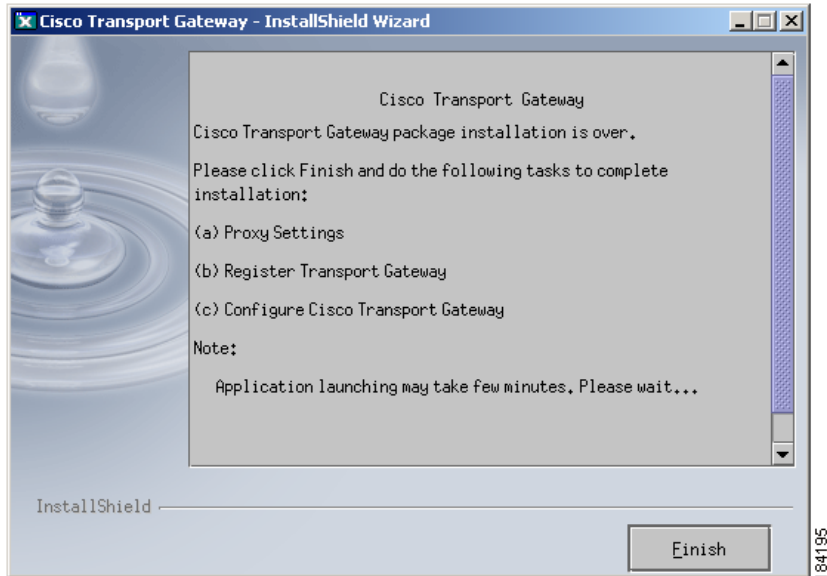 Cisco Transport Gateway - InstallShield Wizard
Cisco Transport Gateway
Cisco Transport Gateway package installation is over.
Please click Finish and do the following tasks to complete
installation:
(a) Proxy Settings
(b) Register Transport Gateway
(c) Configure Cisco Transport Gateway
Note:
Application launching may take few minutes. Please wait...
InstallShield
Finish
84195